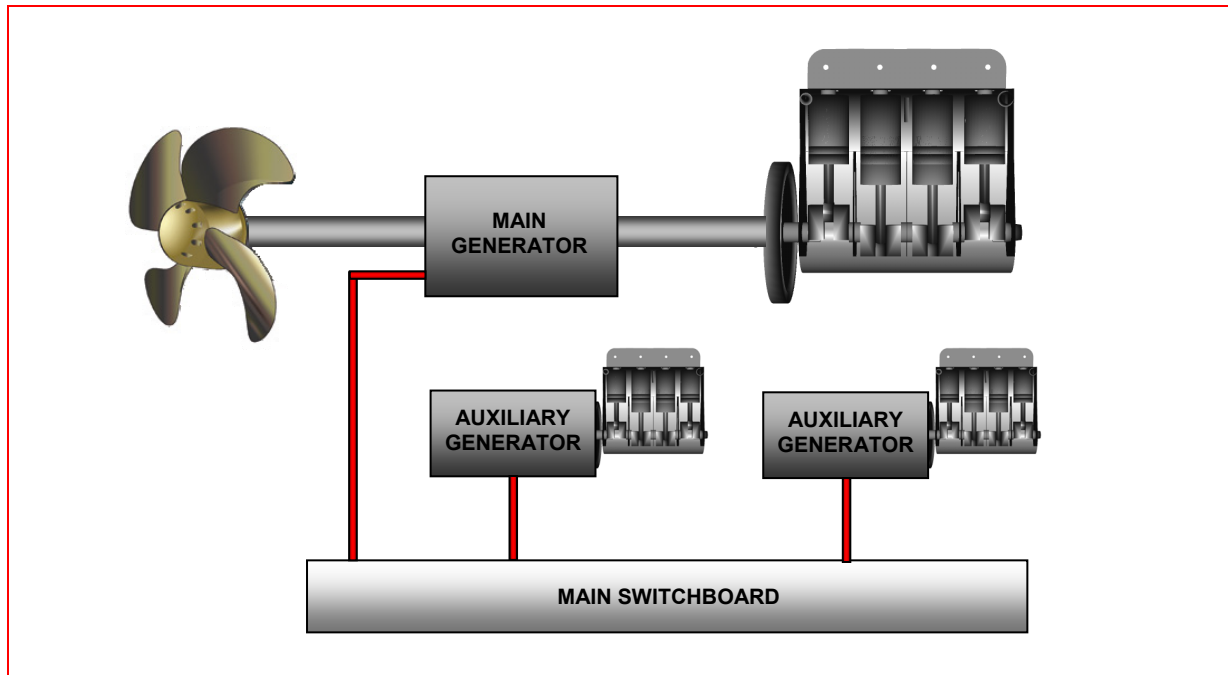 MAIN
GENERATOR
AUXILIARY
GENERATOR
AUXILIARY
GENERATOR
MAIN SWITCHBOARD